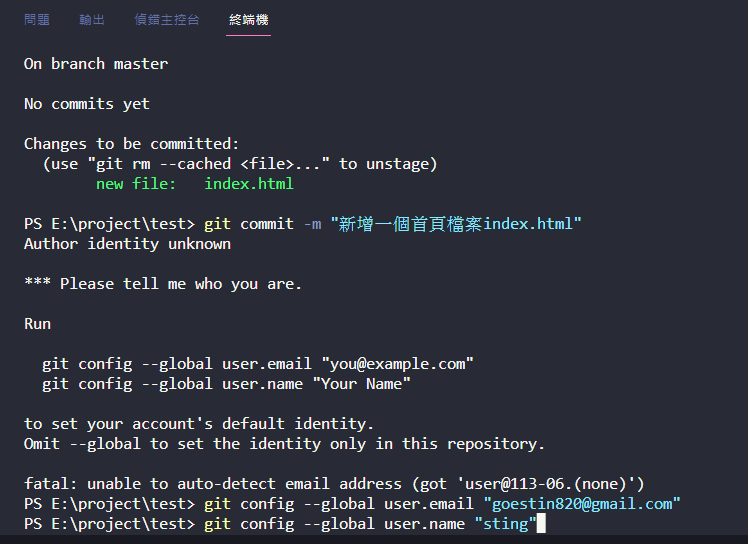 問題 輸出 偵錯主控台 終端機
On branch master
No commits yet
Changes to be committed:
(use "git rm --cached <file>..." to unstage)
new file: index.html
PS E:\project\test> git commit -m "新增一個首頁檔案index.html"
Author identity unknown
*** Please tell me who you are.
Run
git config --global user.email "you@example.com"
git config --global user.name "Your Name"
to set your account's default identity.
Omit --global to set the identity only in this repository.
fatal: unable to auto-detect email address (got 'user@113-06.(none)')
PS E:\project\test> git config --global user.email "goestin820@gmail.com"
PS E:\project\test> git config --global user.name "sting"